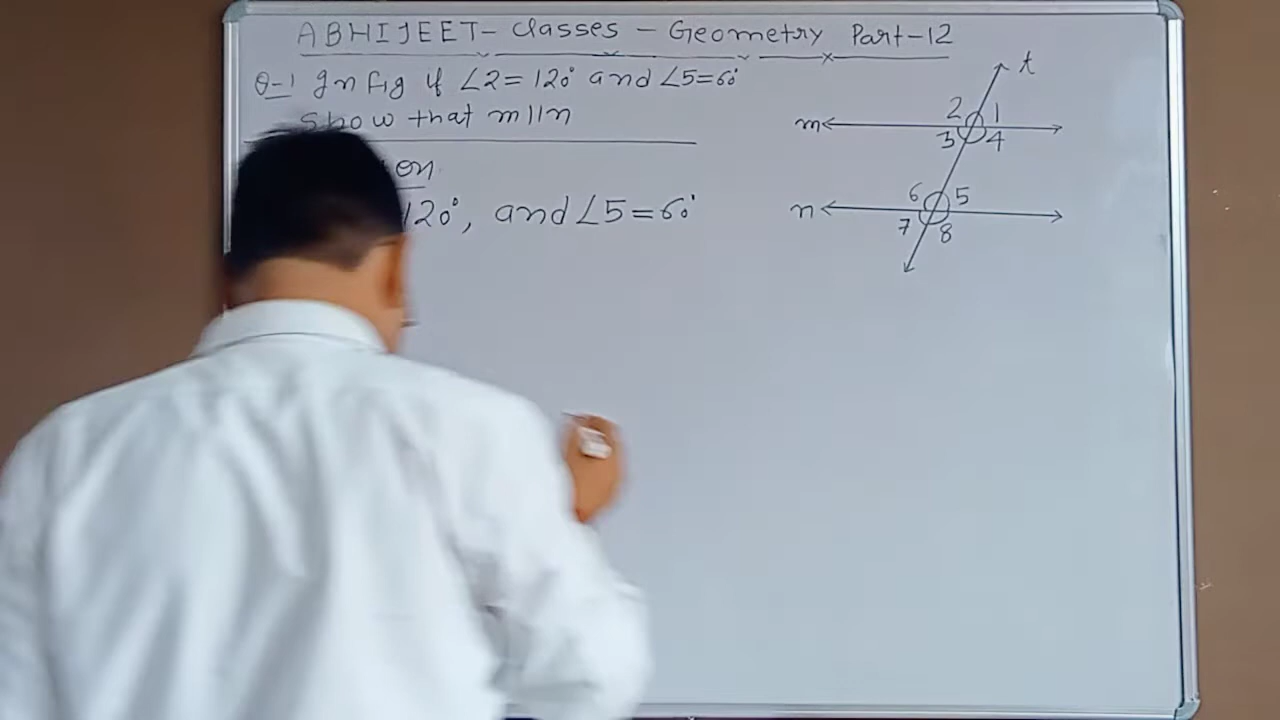 ABHIJEET- Classes - Geometry Part-12
Q-1 In Fig if ∠2= 120° and ∠5=60°
Show that m||n
on
120°, and ∠5=60°
t
2 1
m
3 4
6 5
n
7 8